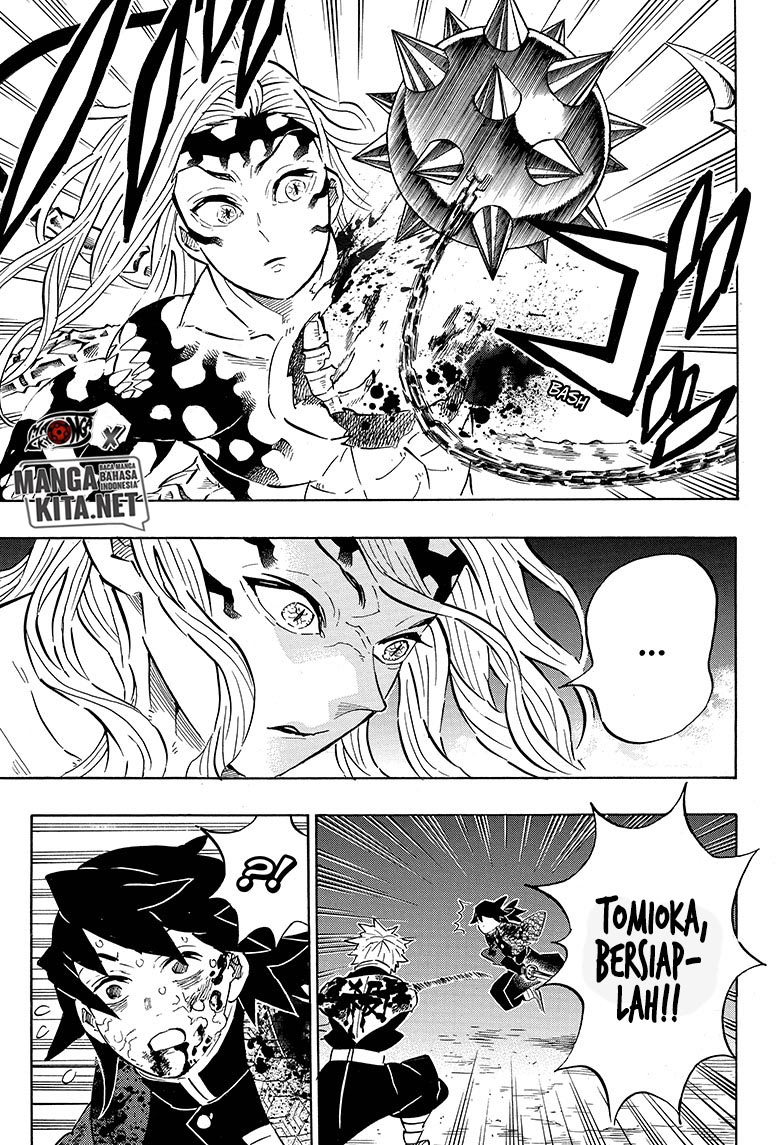 BASH
MANGA
BACA MANGA
BAHASA
INDONESIA
KITA.NET
...
TOMIOKA,
BERSIAP-
LAH!!
?!